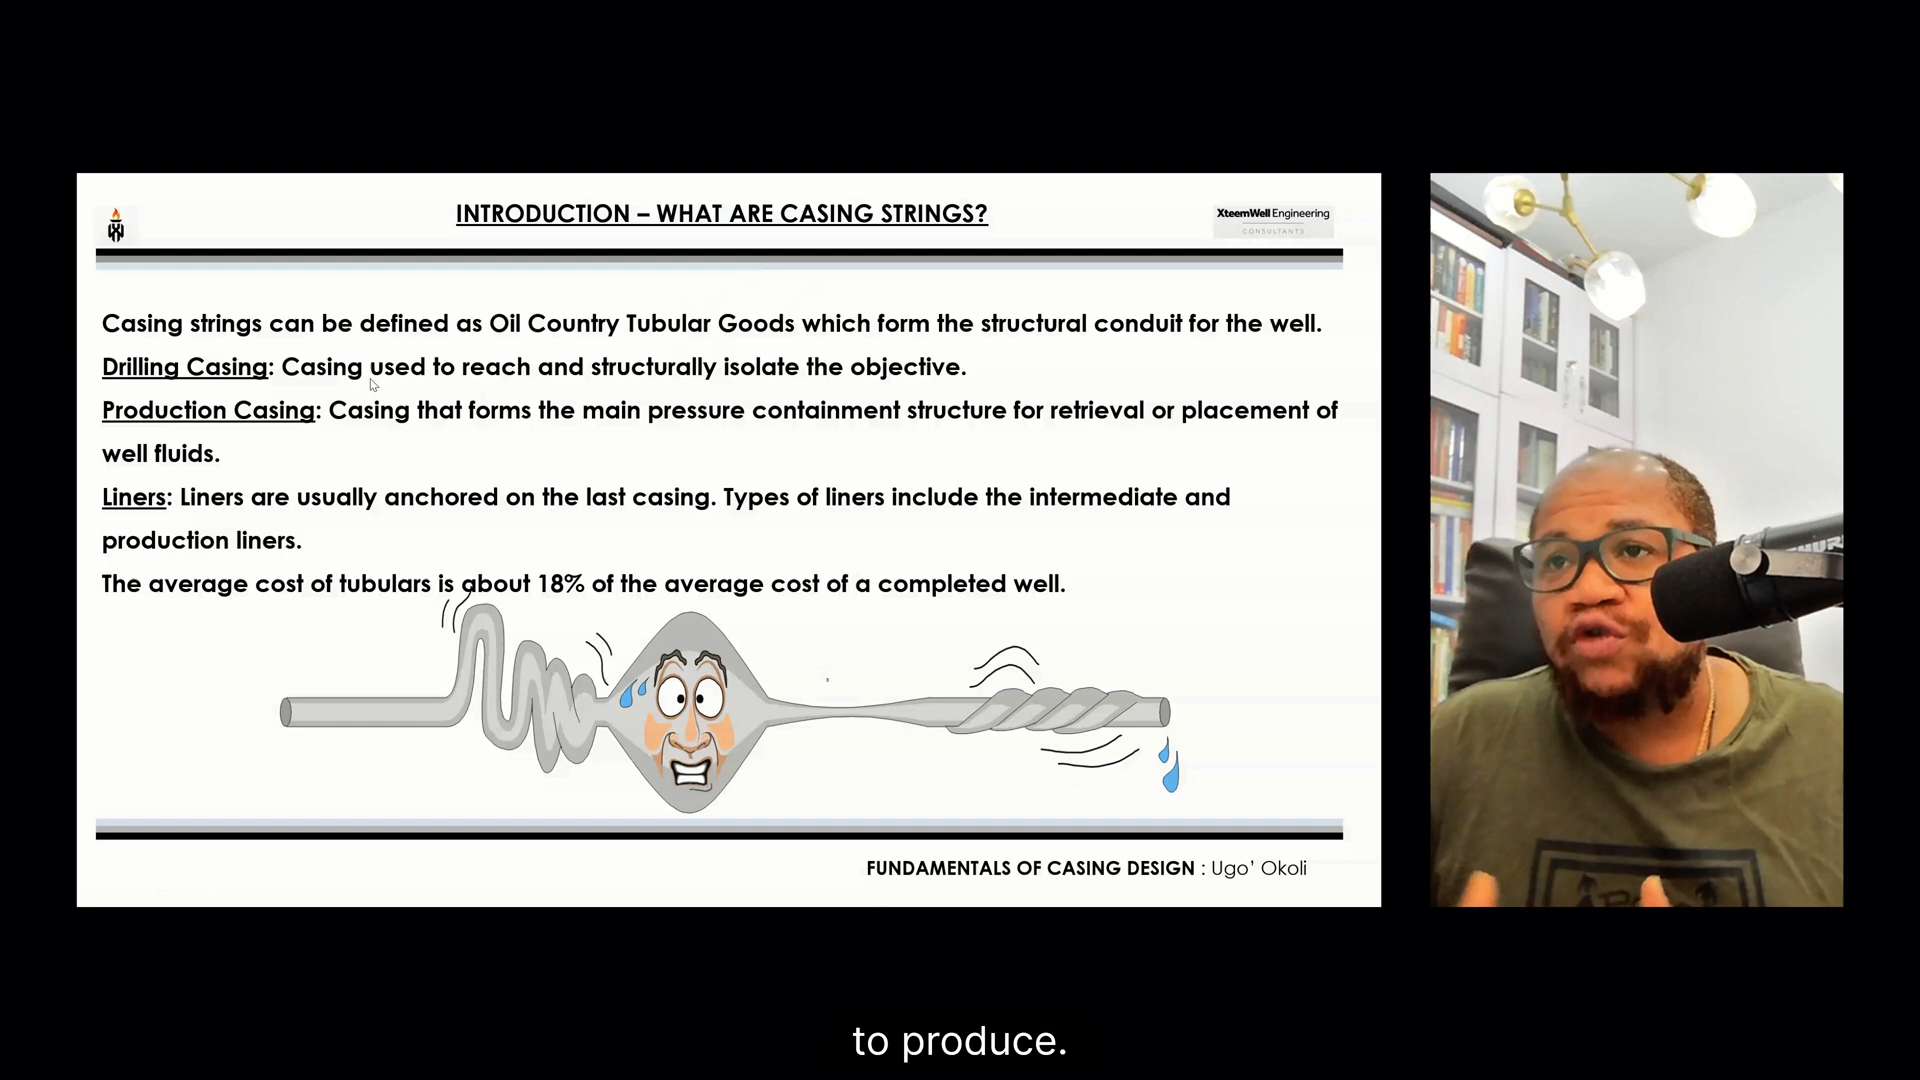 INTRODUCTION – WHAT ARE CASING STRINGS?
XteemWell Engineering
CONSULTANTS
Casing strings can be defined as Oil Country Tubular Goods which form the structural conduit for the well.
Drilling Casing: Casing used to reach and structurally isolate the objective.
Production Casing: Casing that forms the main pressure containment structure for retrieval or placement of
well fluids.
Liners: Liners are usually anchored on the last casing. Types of liners include the intermediate and
production liners.
The average cost of tubulars is about 18% of the average cost of a completed well.
FUNDAMENTALS OF CASING DESIGN : Ugo’ Okoli
to produce.